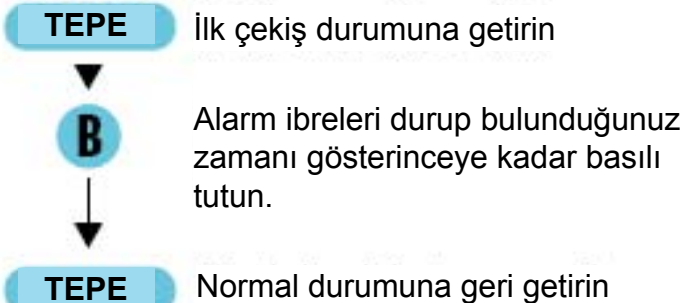 TEPE İlk çekiş durumuna getirin
B
Alarm ibreleri durup bulunduğunuz
zamanı gösterinceye kadar basılı
tutun.
TEPE Normal durumuna geri getirin